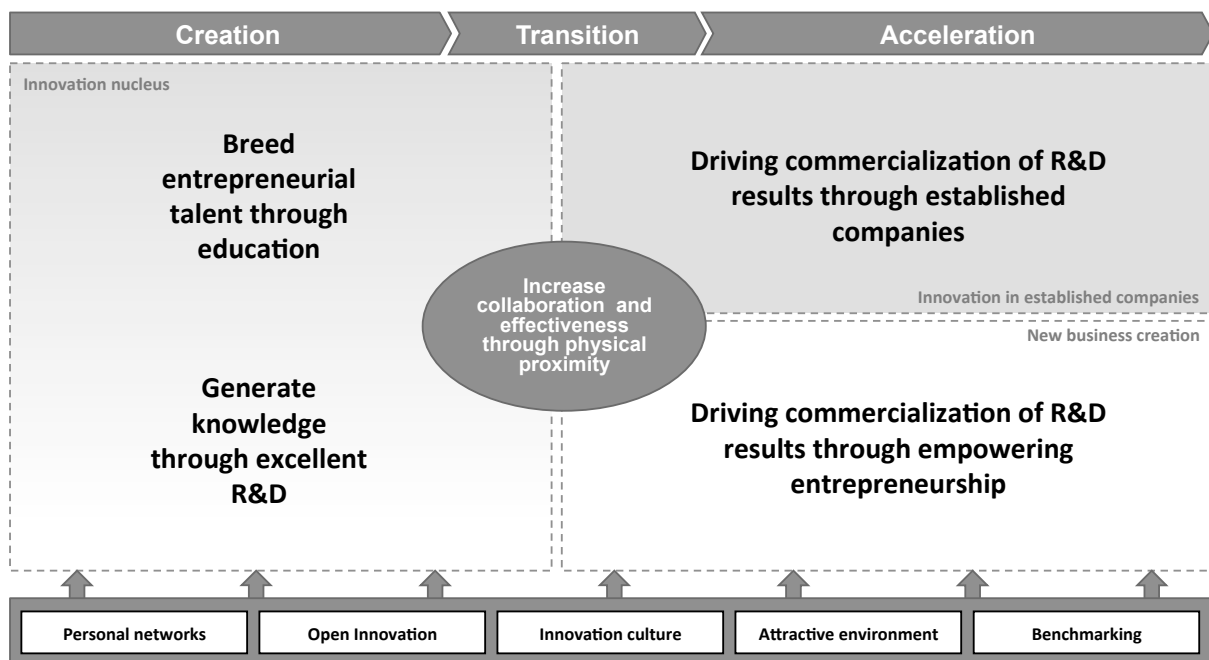 Creation
Transition
Acceleration
Innovation nucleus
Breed
entrepreneurial
talent through
education
Generate
knowledge
through excellent
R&D
Increase
collaboration and
effectiveness
through physical
proximity
Driving commercialization of R&D
results through established
companies
Innovation in established companies
New business creation
Driving commercialization of R&D
results through empowering
entrepreneurship
Personal networks
Open Innovation
Innovation culture
Attractive environment
Benchmarking